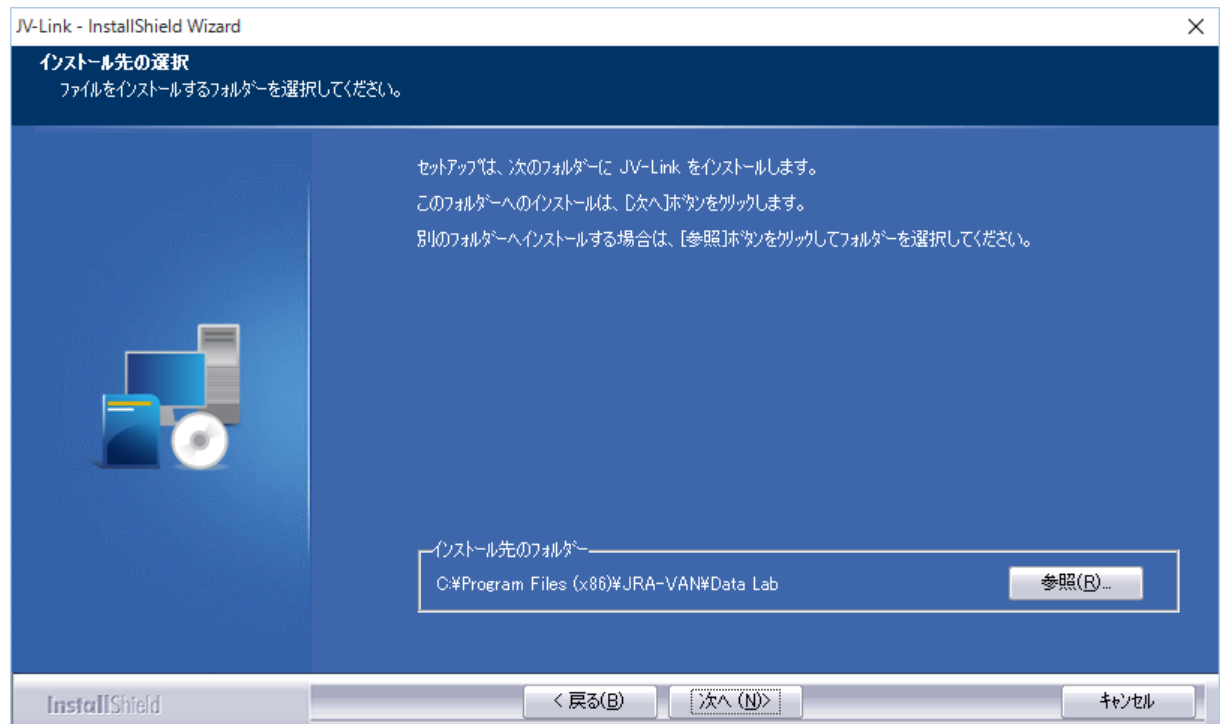 JV-Link - InstallShield Wizard
インストール先の選択
ファイルをインストールするフォルダーを選択してください。
セットアップは、次のフォルダーに JV-Link をインストールします。
このフォルダーへのインストールは、[次へ]ボタンをクリックします。
別のフォルダーへインストールする場合は、[参照]ボタンをクリックしてフォルダーを選択してください。
インストール先のフォルダー
C:¥Program Files (x86)¥JRA-VAN¥Data Lab
参照(R)...
InstallShield
< 戻る(B)
次へ (N)>
キャンセル